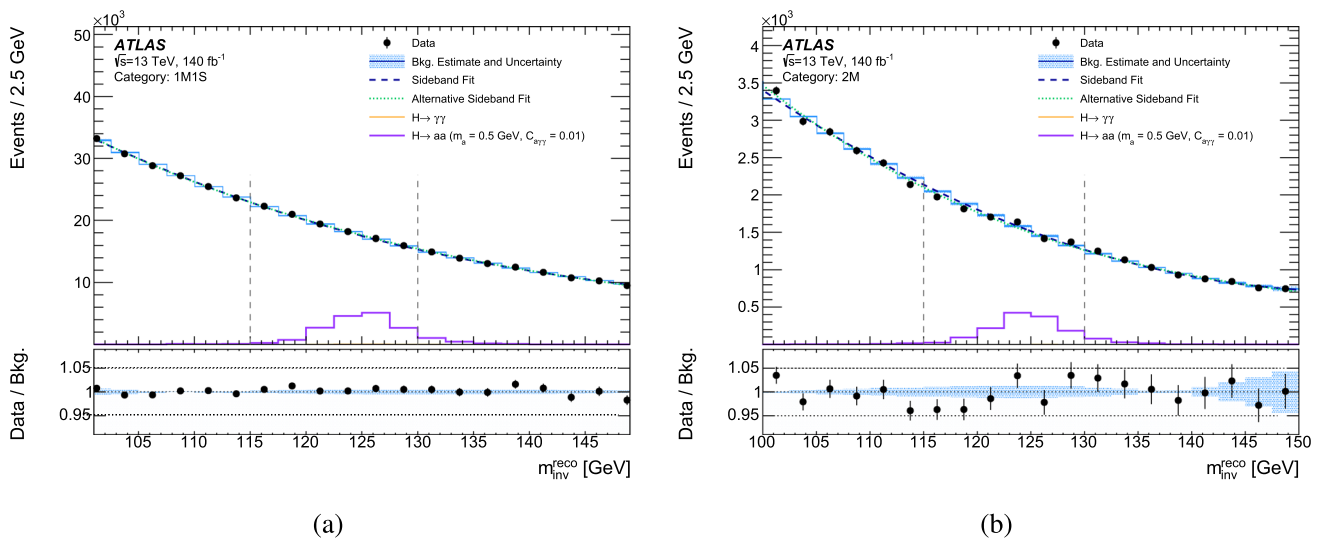 ×10³
50
40
30
20
10
Events / 2.5 GeV
ATLAS
√s=13 TeV, 140 fb⁻¹
Category: 1M1S
Data
Bkg. Estimate and Uncertainty
Sideband Fit
Alternative Sideband Fit
H→ γγ
H→ aa (mₐ = 0.5 GeV, C_aγγ = 0.01)
Data / Bkg.
1.05
1
0.95
105 110 115 120 125 130 135 140 145
m_inv^reco [GeV]
(a)
×10³
4
3.5
3
2.5
2
1.5
1
0.5
Events / 2.5 GeV
ATLAS
√s=13 TeV, 140 fb⁻¹
Category: 2M
Data
Bkg. Estimate and Uncertainty
Sideband Fit
Alternative Sideband Fit
H→ γγ
H→ aa (mₐ = 0.5 GeV, C_aγγ = 0.01)
Data / Bkg.
1.05
1
0.95
100 105 110 115 120 125 130 135 140 145 150
m_inv^reco [GeV]
(b)